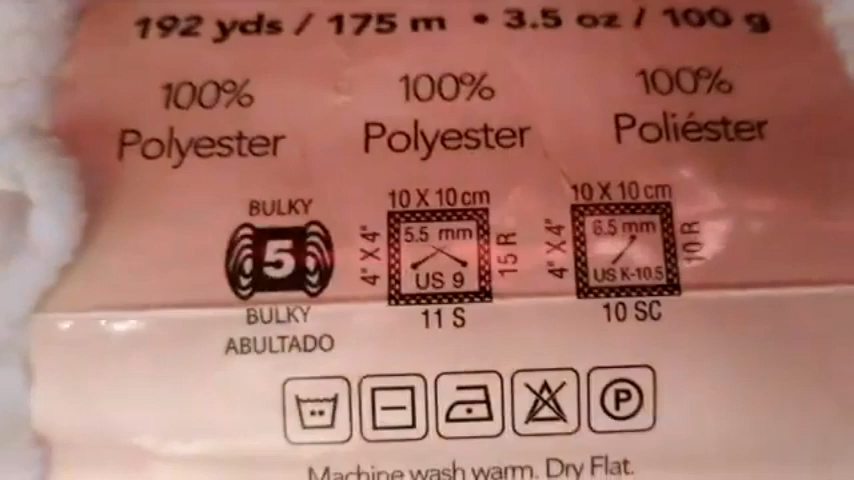 192 yds / 175 m • 3.5 oz / 100 g
100% Polyester
100% Polyester
100% Poliéster
BULKY
5
BULKY
ABULTADO
10 X 10 cm
4" X 4"
5.5 mm
US 9
15 R
11 S
10 X 10 cm
4" X 4"
6.5 mm
US K-10.5
10 R
10 SC
P
Machine wash warm. Dry Flat.